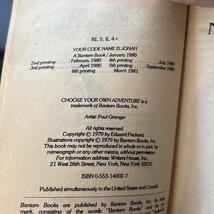 RL 5, IL 4+
YOUR CODE NAME IS JONAH
A Bantam Book / January 1980
2nd printing February 1980 4th printing July 1980
3rd printing April 1980 5th printing September 1980
6th printing March 1981
CHOOSE YOUR OWN ADVENTURE is a
trademark of Bantam Books, Inc.
Artist: Paul Granger
All rights reserved.
Copyright © 1979 by Edward Packard.
Illustrations © 1979 by Bantam Books, Inc.
This book may not be reproduced in whole or in part, by
mimeograph or any other means, without permission.
For information address: Writers House Inc.,
21 West 26th Street, New York, New York 10010.
ISBN 0-553-14002-7
Published simultaneously in the United States and Canada
Bantam Books are published by Bantam Books, Inc. Its trade-
mark, consisting of the words "Bantam Books"